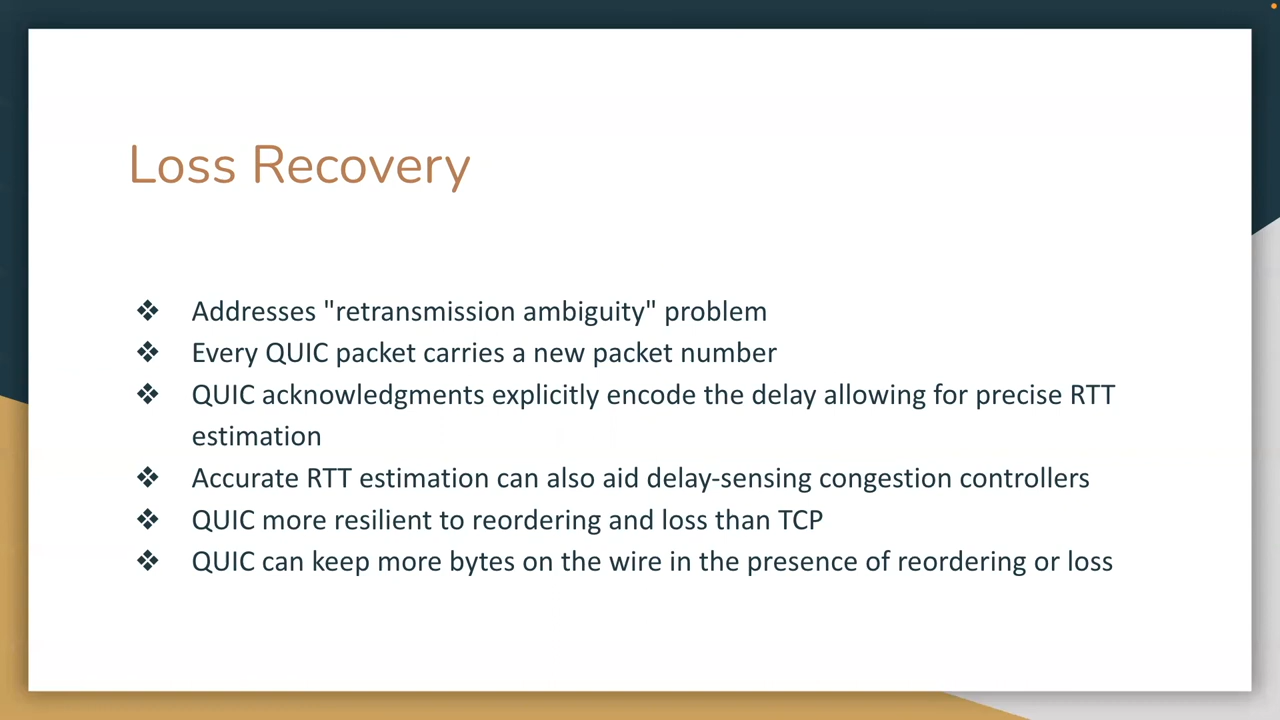 Loss Recovery
❖ Addresses "retransmission ambiguity" problem
❖ Every QUIC packet carries a new packet number
❖ QUIC acknowledgments explicitly encode the delay allowing for precise RTT
estimation
❖ Accurate RTT estimation can also aid delay-sensing congestion controllers
❖ QUIC more resilient to reordering and loss than TCP
❖ QUIC can keep more bytes on the wire in the presence of reordering or loss